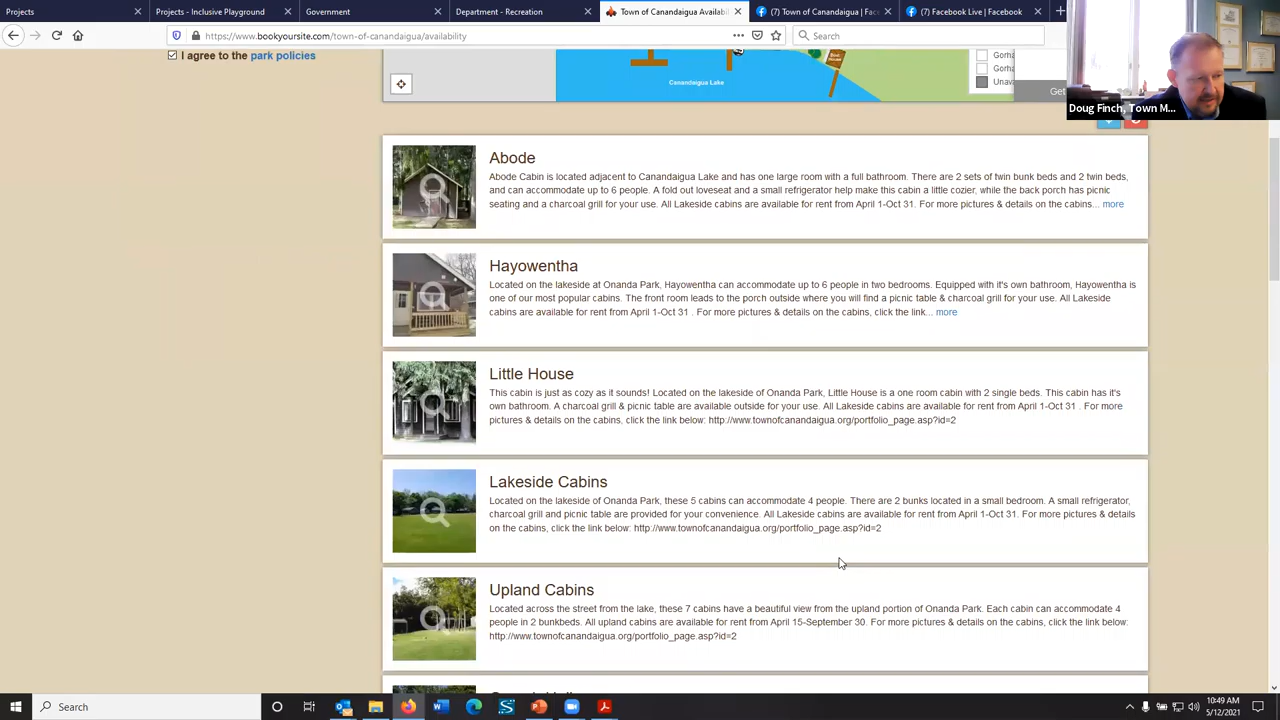 Projects
Projects - Inclusive Playground
Government
Department - Recreation
Town of Canandaigua Availabil
(7) Town of Canandaigua | Fac
(7) Facebook Live | Facebook
https://www.bookyoursite.com/town-of-canandaigua/availability
Search
I agree to the park policies
Canandaigua Lake
Gorha
Gorha
Unava
Get
Doug Finch, Town M...
Abode
Abode Cabin is located adjacent to Canandaigua Lake and has one large room with a full bathroom. There are 2 sets of twin bunk beds and 2 twin beds,
and can accommodate up to 6 people. A fold out loveseat and a small refrigerator help make this cabin a little cozier, while the back porch has picnic
seating and a charcoal grill for your use. All Lakeside cabins are available for rent from April 1-Oct 31. For more pictures & details on the cabins... more
Hayowentha
Located on the lakeside at Onanda Park, Hayowentha can accommodate up to 6 people in two bedrooms. Equipped with it's own bathroom, Hayowentha is
one of our most popular cabins. The front room leads to the porch outside where you will find a picnic table & charcoal grill for your use. All Lakeside
cabins are available for rent from April 1-Oct 31 . For more pictures & details on the cabins, click the link... more
Little House
This cabin is just as cozy as it sounds! Located on the lakeside of Onanda Park, Little House is a one room cabin with 2 single beds. This cabin has it's
own bathroom. A charcoal grill & picnic table are available outside for your use. All Lakeside cabins are available for rent from April 1-Oct 31 . For more
pictures & details on the cabins, click the link below: http://www.townofcanandaigua.org/portfolio_page.asp?id=2
Lakeside Cabins
Located on the lakeside of Onanda Park, these 5 cabins can accommodate 4 people. There are 2 bunks located in a small bedroom. A small refrigerator,
charcoal grill and picnic table are provided for your convenience. All Lakeside cabins are available for rent from April 1-Oct 31. For more pictures & details
on the cabins, click the link below: http://www.townofcanandaigua.org/portfolio_page.asp?id=2
Upland Cabins
Located across the street from the lake, these 7 cabins have a beautiful view from the upland portion of Onanda Park. Each cabin can accommodate 4
people in 2 bunkbeds. All upland cabins are available for rent from April 15-September 30. For more pictures & details on the cabins, click the link below:
http://www.townofcanandaigua.org/portfolio_page.asp?id=2
Search
10:49 AM
5/12/2021